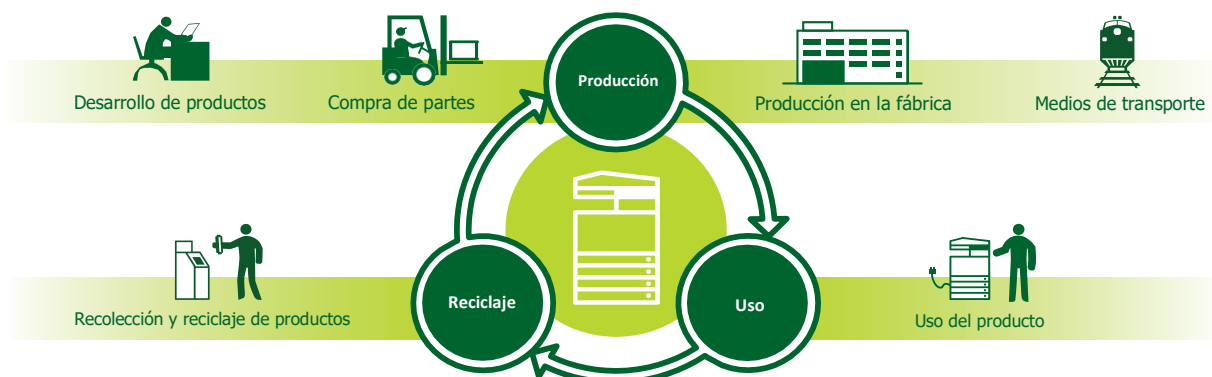 Producción
Desarrollo de productos
Compra de partes
Producción en la fábrica
Medios de transporte
Reciclaje
Uso
Recolección y reciclaje de productos
Uso del producto